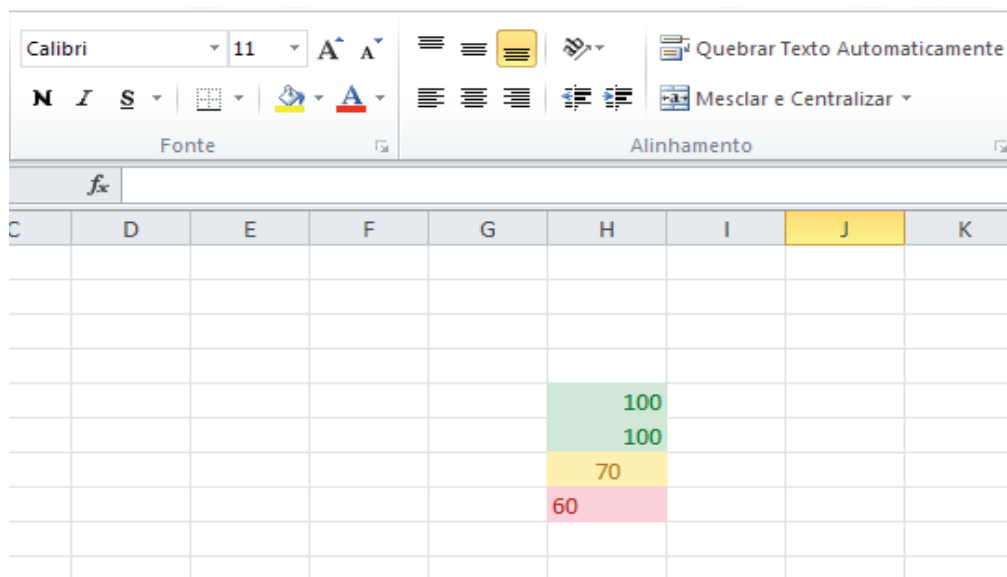 Calibri 11 A A Quebrar Texto Automaticamente
N I S A Mesclar e Centralizar
Fonte Alinhamento
fx
C D E F G H I J K
100
100
70
60